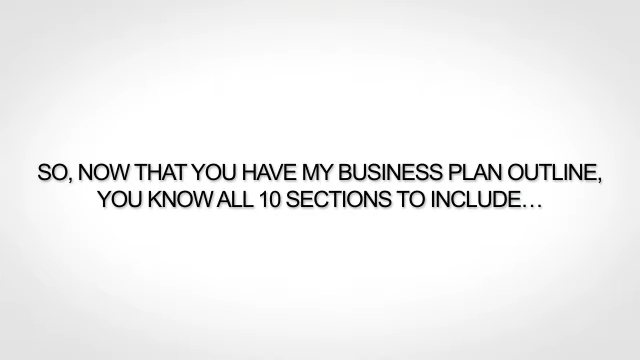 SO, NOW THAT YOU HAVE MY BUSINESS PLAN OUTLINE,
YOU KNOW ALL 10 SECTIONS TO INCLUDE…